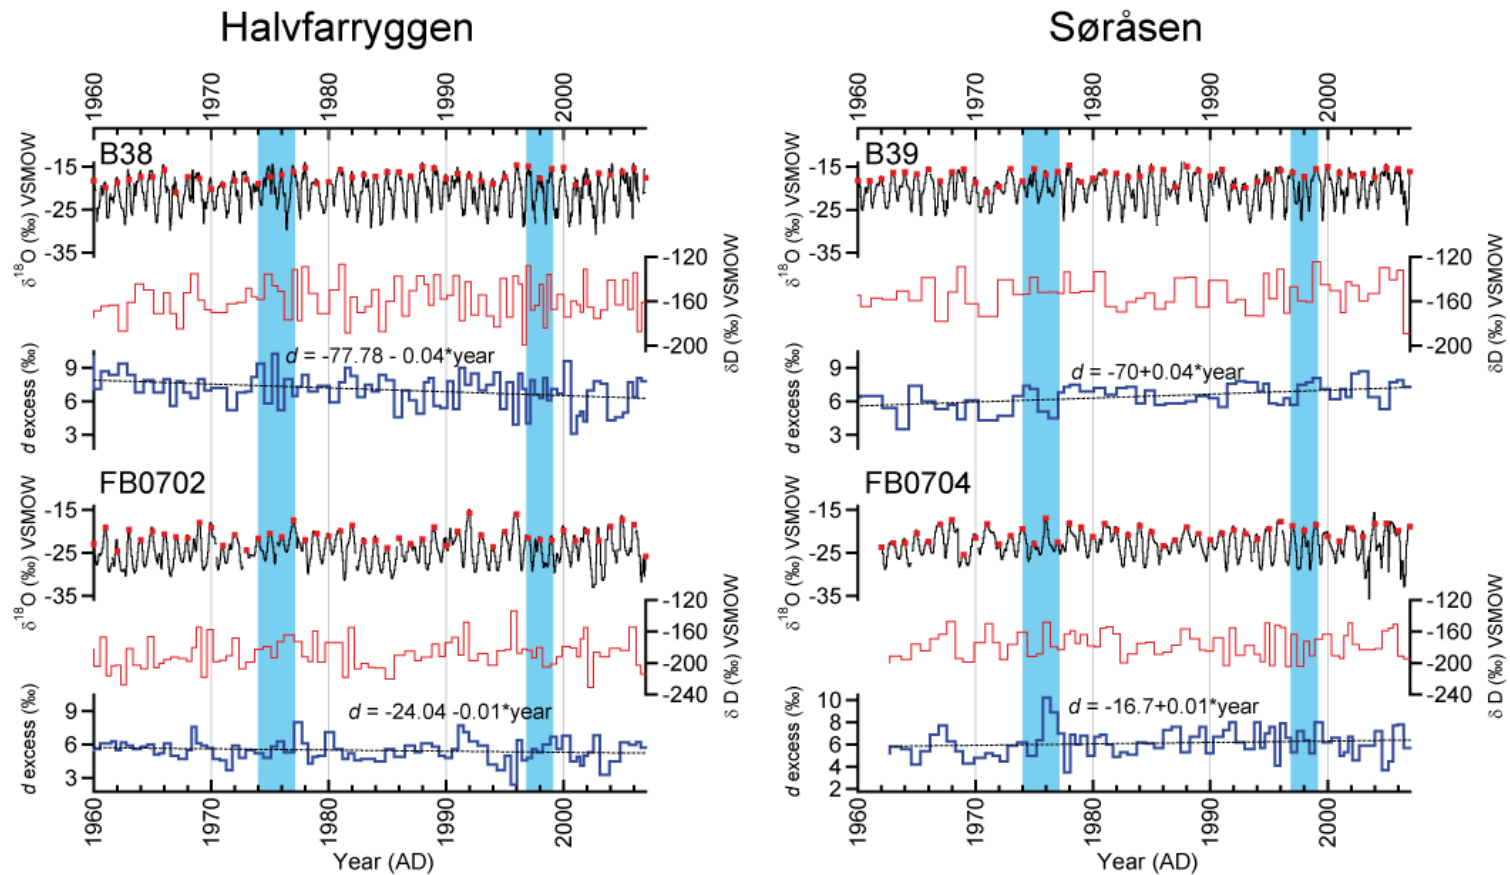 Halvfarryggen
Søråsen
1960 1970 1980 1990 2000
1960 1970 1980 1990 2000
B38
δ18O (‰) VSMOW
-15
-25
-35
-120
-160
-200
d = -77.78 - 0.04*year
d excess (‰)
9
6
3
B39
δ18O (‰) VSMOW
-15
-25
-35
δD (‰) VSMOW
-120
-160
-200
d = -70+0.04*year
d excess (‰)
9
6
3
FB0702
δ18O (‰) VSMOW
-15
-25
-35
-120
-160
-200
-240
d = -24.04 -0.01*year
d excess (‰)
9
6
3
FB0704
δ18O (‰) VSMOW
-15
-25
-35
δ D (‰) VSMOW
-120
-160
-200
-240
d = -16.7+0.01*year
d excess (‰)
10
8
6
4
2
δD (‰) VSMOW
δ D (‰) VSMOW
1960 1970 1980 1990 2000
1960 1970 1980 1990 2000
Year (AD)
Year (AD)